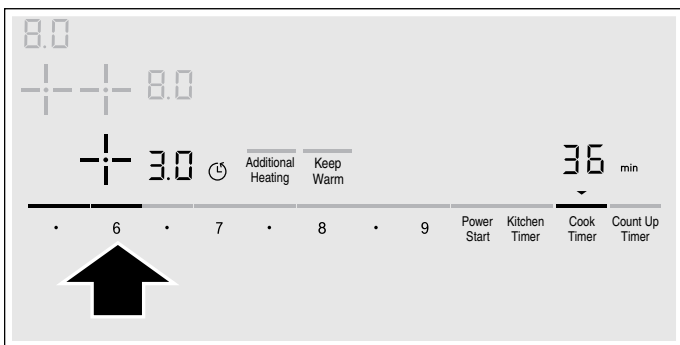 8.0
8.0
3.0 Additional Heating Keep Warm 36 min
· 6 · 7 · 8 · 9 Power Start Kitchen Timer Cook Timer Count Up Timer